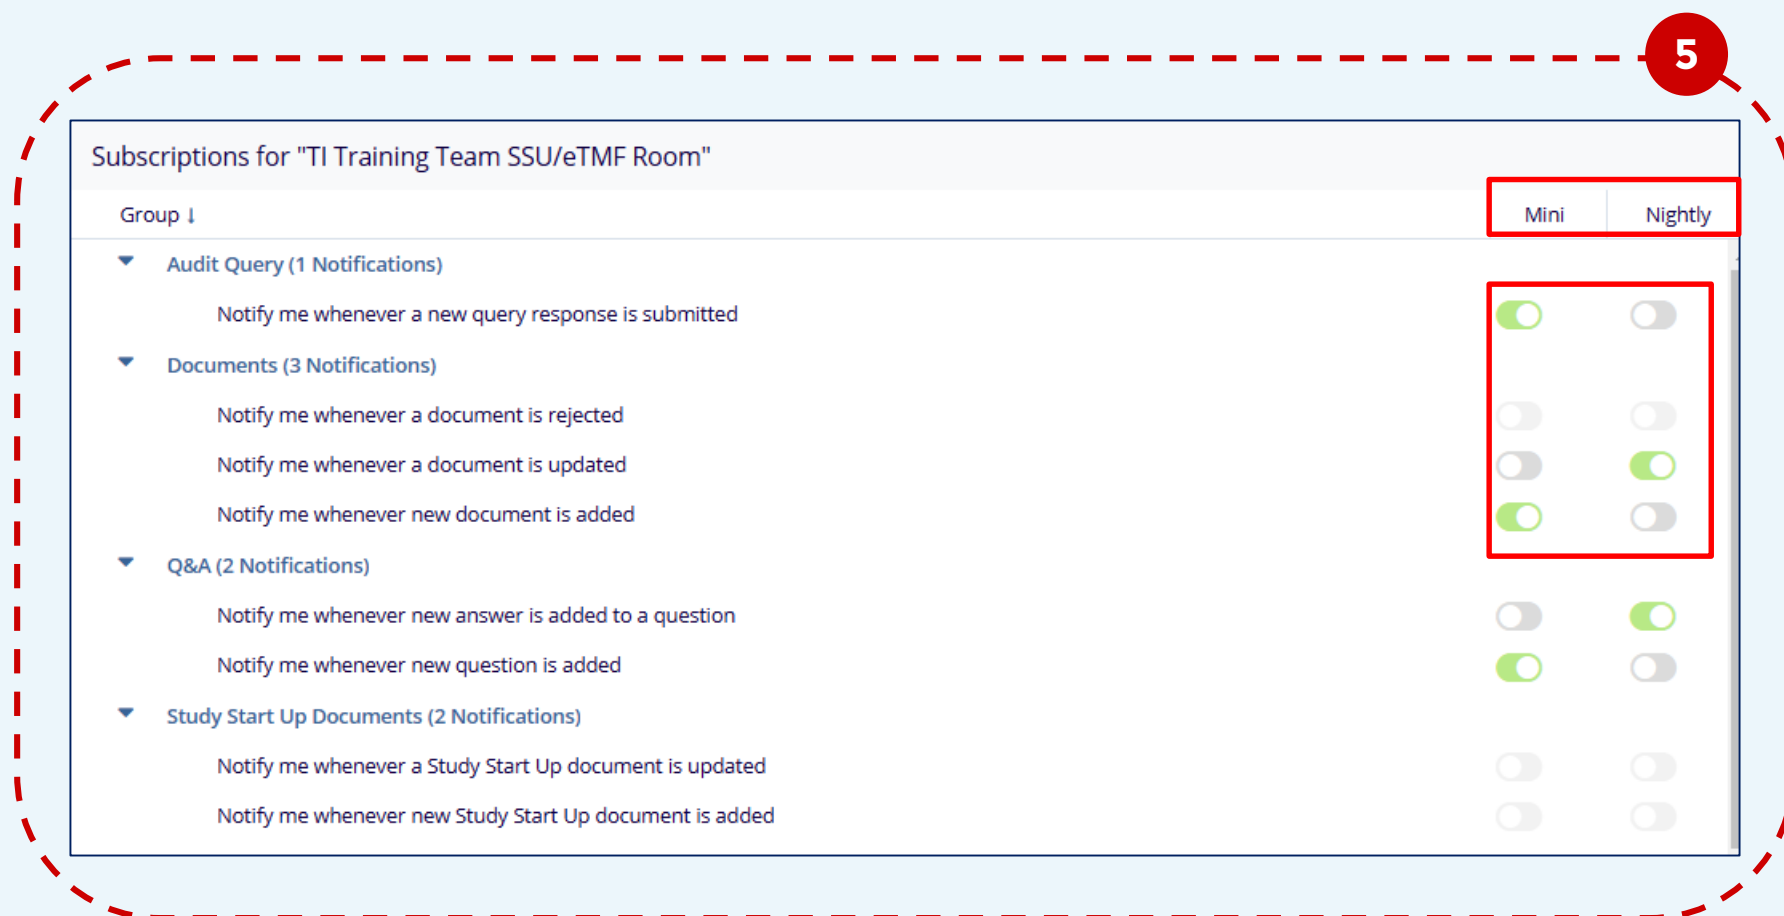 5
Subscriptions for "TI Training Team SSU/eTMF Room"
Group ↓ Mini Nightly
Audit Query (1 Notifications)
Notify me whenever a new query response is submitted
Documents (3 Notifications)
Notify me whenever a document is rejected
Notify me whenever a document is updated
Notify me whenever new document is added
Q&A (2 Notifications)
Notify me whenever new answer is added to a question
Notify me whenever new question is added
Study Start Up Documents (2 Notifications)
Notify me whenever a Study Start Up document is updated
Notify me whenever new Study Start Up document is added